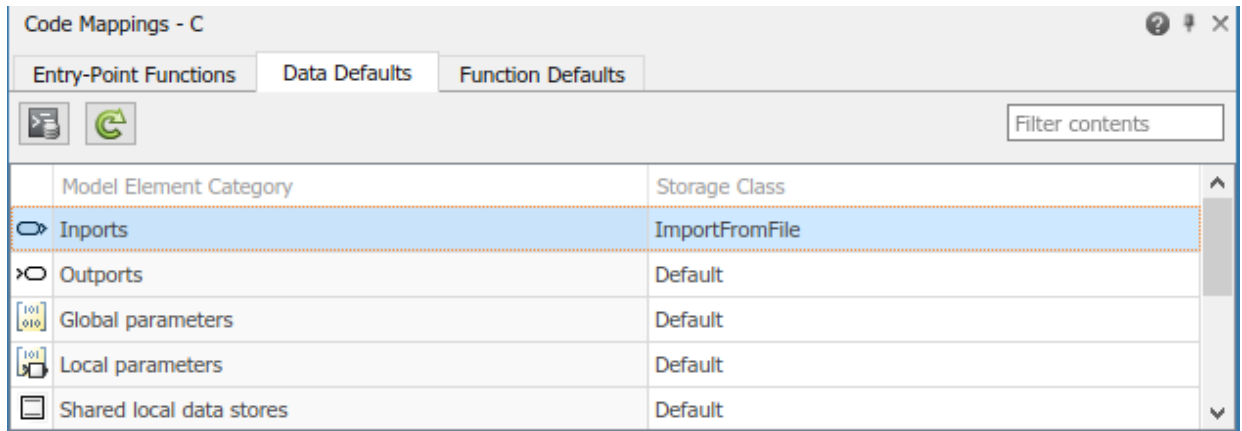 Code Mappings - C
Entry-Point Functions Data Defaults Function Defaults
Filter contents
Model Element Category Storage Class
Inports ImportFromFile
Outports Default
Global parameters Default
Local parameters Default
Shared local data stores Default